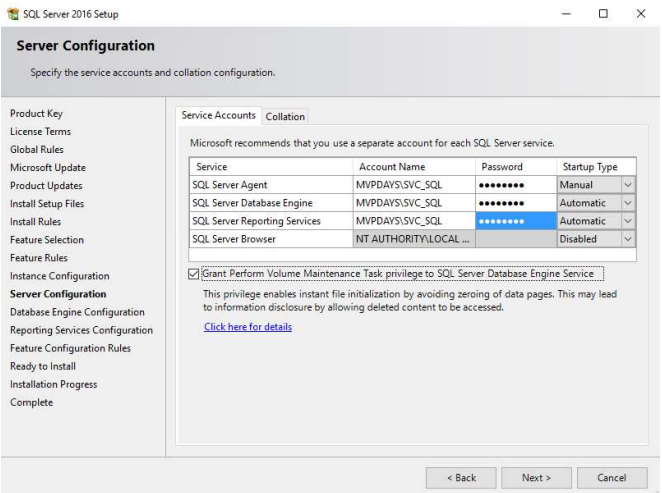 SQL Server 2016 Setup
Server Configuration
Specify the service accounts and collation configuration.
Product Key
License Terms
Global Rules
Microsoft Update
Product Updates
Install Setup Files
Install Rules
Feature Selection
Feature Rules
Instance Configuration
Server Configuration
Database Engine Configuration
Reporting Services Configuration
Feature Configuration Rules
Ready to Install
Installation Progress
Complete
Service Accounts Collation
Microsoft recommends that you use a separate account for each SQL Server service.
Service Account Name Password Startup Type
SQL Server Agent MVPDAYS\SVC_SQL ●●●●●●●● Manual
SQL Server Database Engine MVPDAYS\SVC_SQL ●●●●●●●● Automatic
SQL Server Reporting Services MVPDAYS\SVC_SQL ●●●●●●●● Automatic
SQL Server Browser NT AUTHORITY\LOCAL ... Disabled
Grant Perform Volume Maintenance Task privilege to SQL Server Database Engine Service
This privilege enables instant file initialization by avoiding zeroing of data pages. This may lead
to information disclosure by allowing deleted content to be accessed.
Click here for details
< Back Next > Cancel